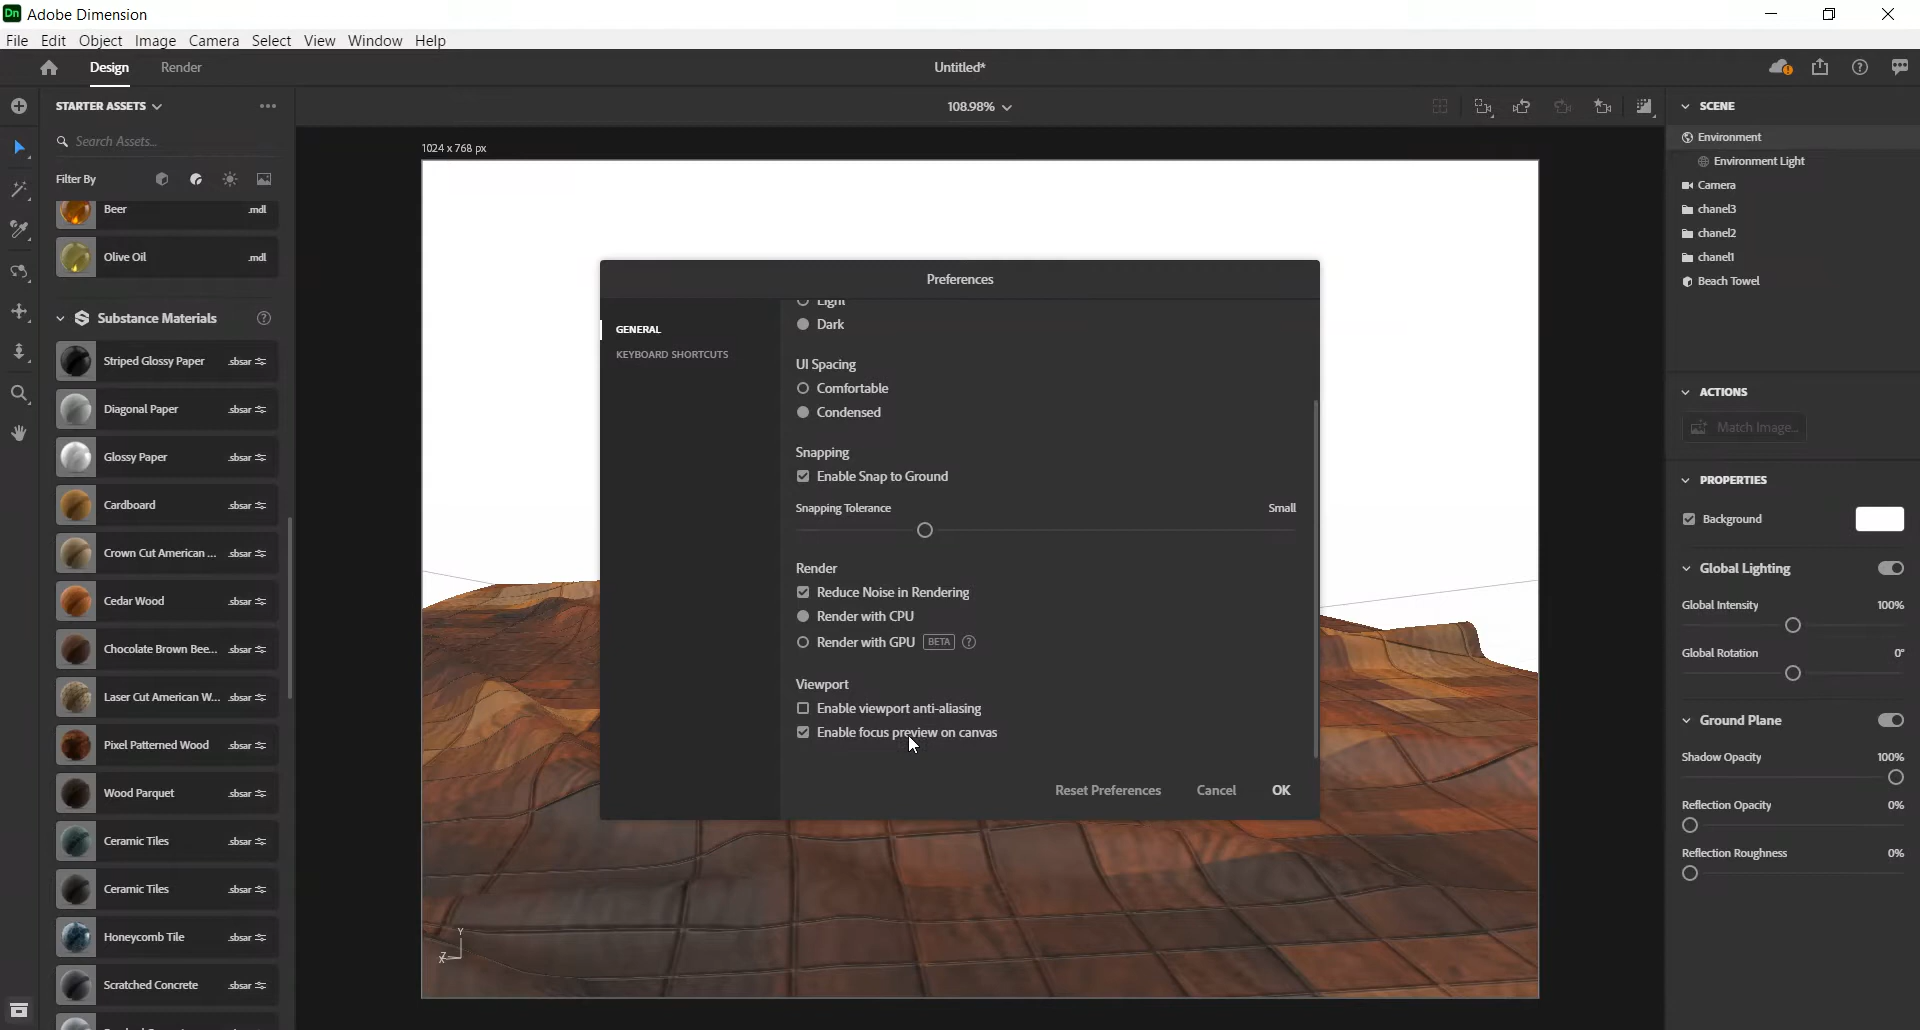 Dn Adobe Dimension
File Edit Object Image Camera Select View Window Help
Design Render Untitled*
STARTER ASSETS
108.98%
Search Assets...
Filter By
Beer .mdl
Olive Oil .mdl
Substance Materials
Striped Glossy Paper .sbsar
Diagonal Paper .sbsar
Glossy Paper .sbsar
Cardboard .sbsar
Crown Cut American ... .sbsar
Cedar Wood .sbsar
Chocolate Brown Bee... .sbsar
Laser Cut American W... .sbsar
Pixel Patterned Wood .sbsar
Wood Parquet .sbsar
Ceramic Tiles .sbsar
Ceramic Tiles .sbsar
Honeycomb Tile .sbsar
Scratched Concrete .sbsar
1024 x 768 px
Preferences
GENERAL
KEYBOARD SHORTCUTS
Light
Dark
UI Spacing
Comfortable
Condensed
Snapping
Enable Snap to Ground
Snapping Tolerance Small
Render
Reduce Noise in Rendering
Render with CPU
Render with GPU BETA ?
Viewport
Enable viewport anti-aliasing
Enable focus preview on canvas
Reset Preferences Cancel OK
Y
Z
X
SCENE
Environment
Environment Light
Camera
chanel3
chanel2
chanel1
Beach Towel
ACTIONS
Match Image...
PROPERTIES
Background
Global Lighting
Global Intensity 100%
Global Rotation 0°
Ground Plane
Shadow Opacity 100%
Reflection Opacity 0%
Reflection Roughness 0%